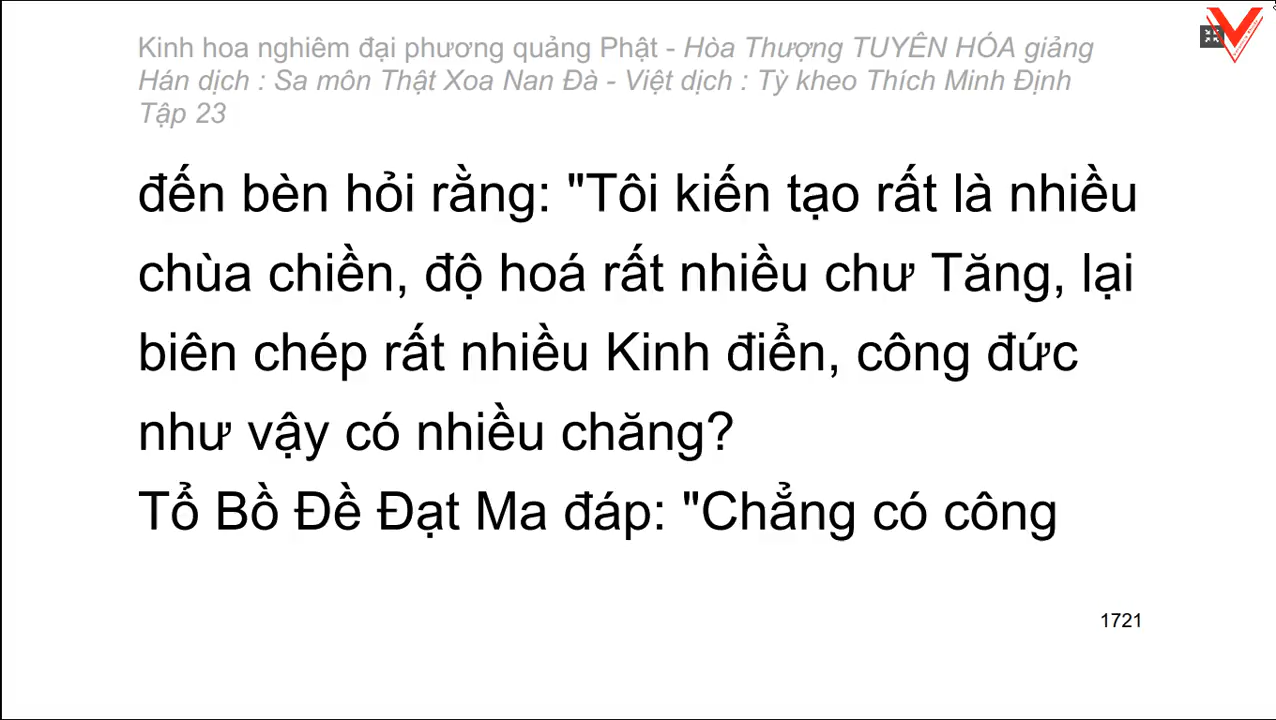 Kinh hoa nghiêm đại phương quảng Phật - Hòa Thượng TUYÊN HÓA giảng
Hán dịch : Sa môn Thật Xoa Nan Đà - Việt dịch : Tỳ kheo Thích Minh Định
Tập 23
đến bèn hỏi rằng: "Tôi kiến tạo rất là nhiều
chùa chiền, độ hoá rất nhiều chư Tăng, lại
biên chép rất nhiều Kinh điển, công đức
như vậy có nhiều chăng?
Tổ Bồ Đề Đạt Ma đáp: "Chẳng có công
1721